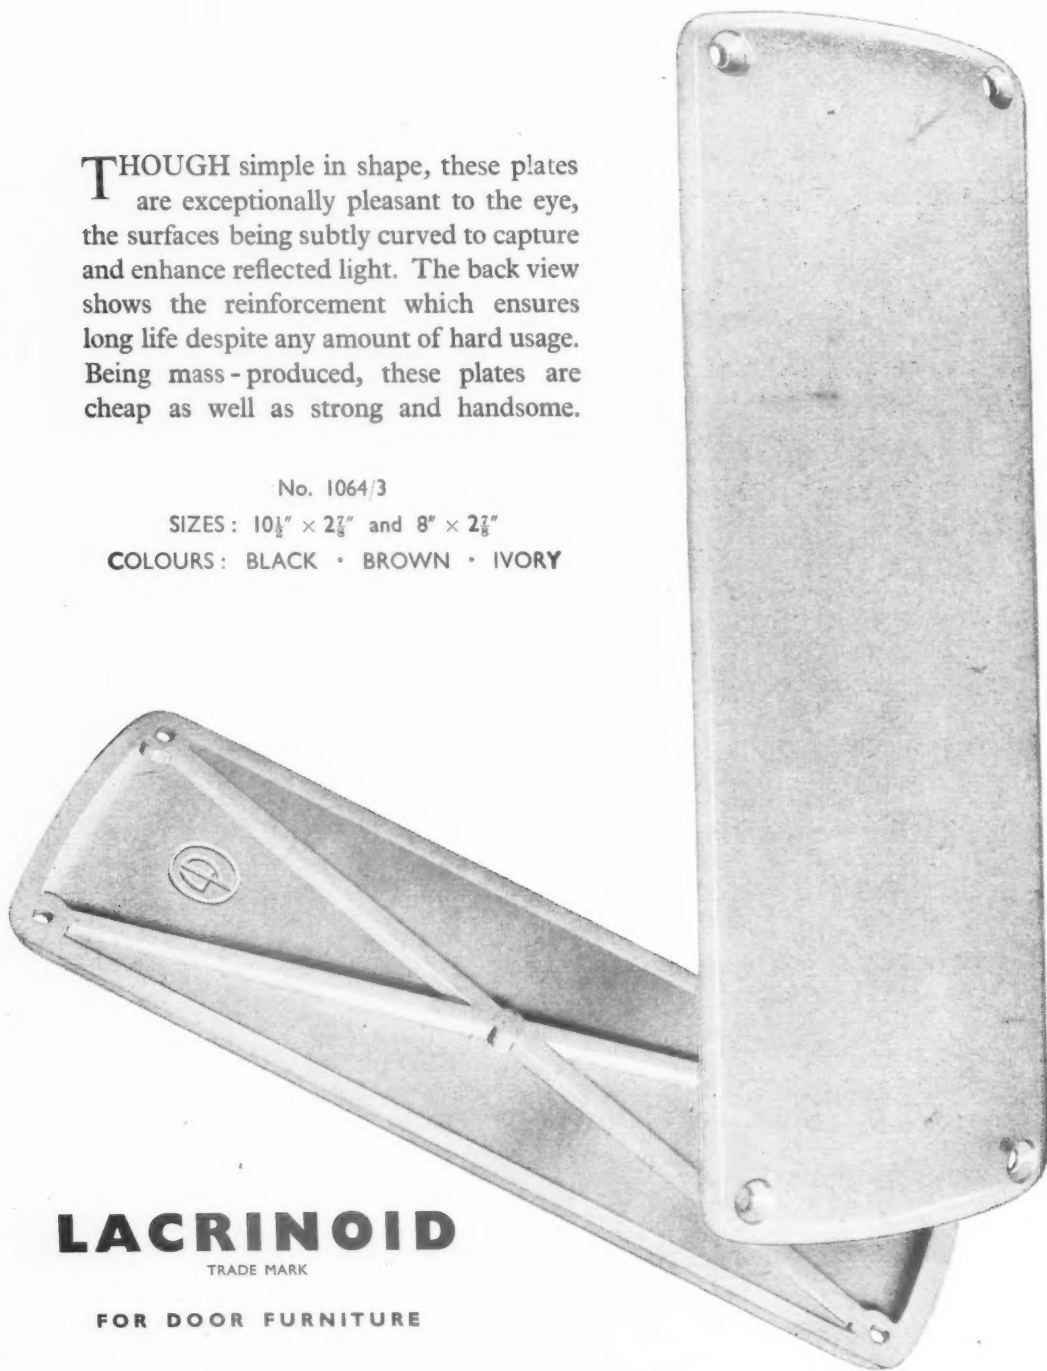 THOUGH simple in shape, these plates
are exceptionally pleasant to the eye,
the surfaces being subtly curved to capture
and enhance reflected light. The back view
shows the reinforcement which ensures
long life despite any amount of hard usage.
Being mass-produced, these plates are
cheap as well as strong and handsome.
No. 1064/3
SIZES: 10½" × 2⅞" and 8" × 2⅞"
COLOURS: BLACK · BROWN · IVORY
LACRINOID
TRADE MARK
FOR DOOR FURNITURE